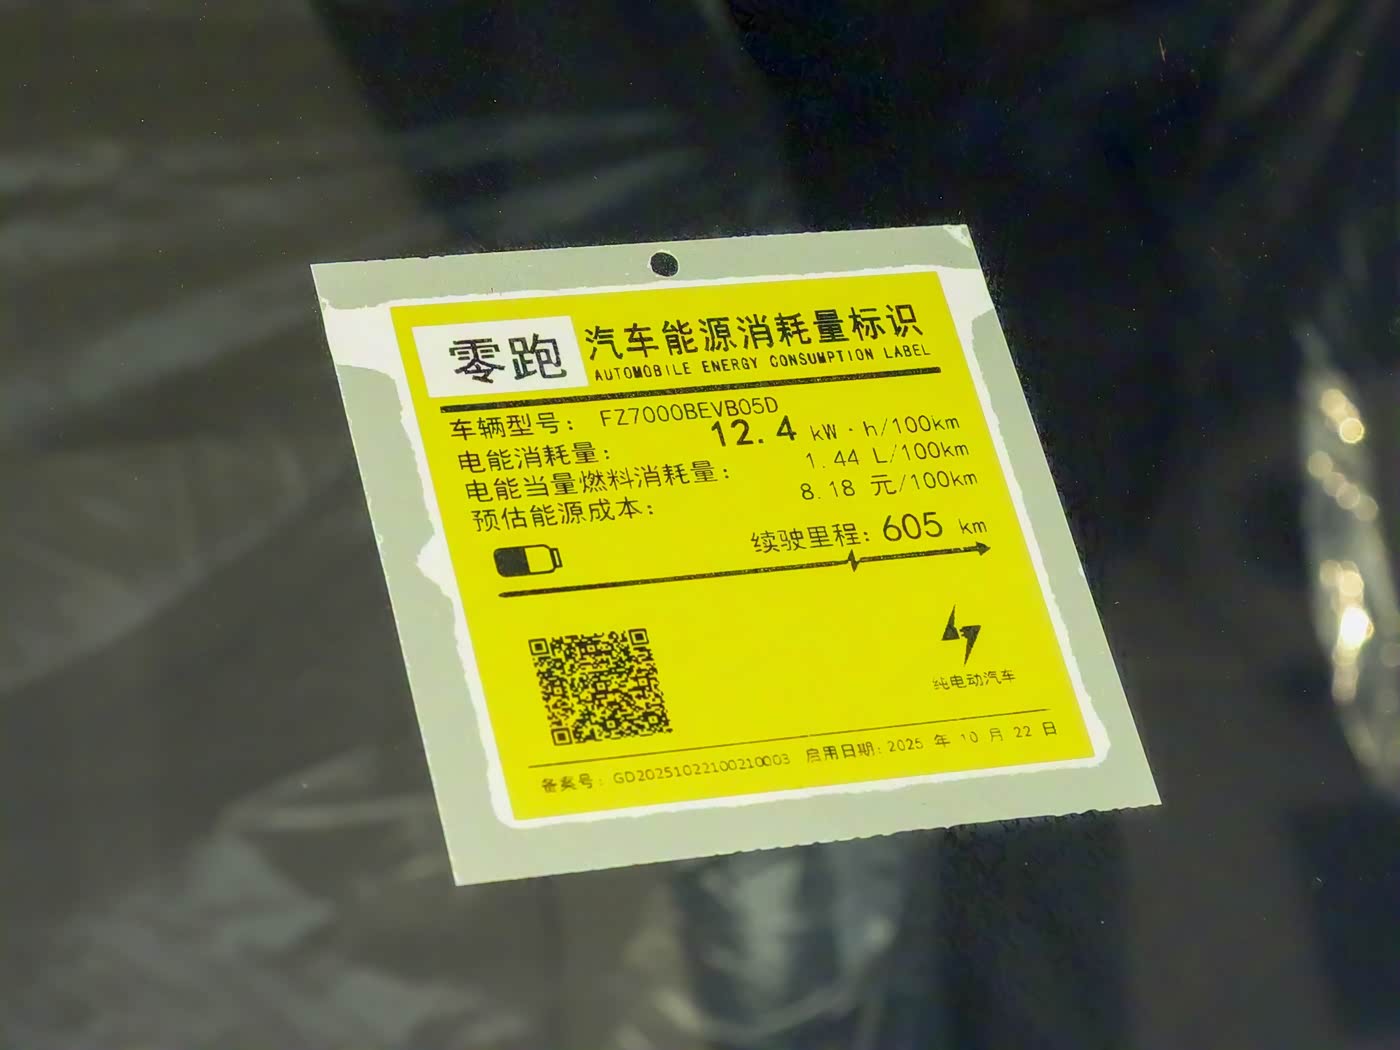 零跑
汽车能源消耗量标识
AUTOMOBILE ENERGY CONSUMPTION LABEL
车辆型号: FZ7000BEVB05D
电能消耗量: 12.4 kW·h/100km
电能当量燃料消耗量: 1.44 L/100km
预估能源成本: 8.18 元/100km
续驶里程: 605 km
纯电动汽车
备案号: GD20251022100210003 启用日期: 2025 年 10 月 22 日